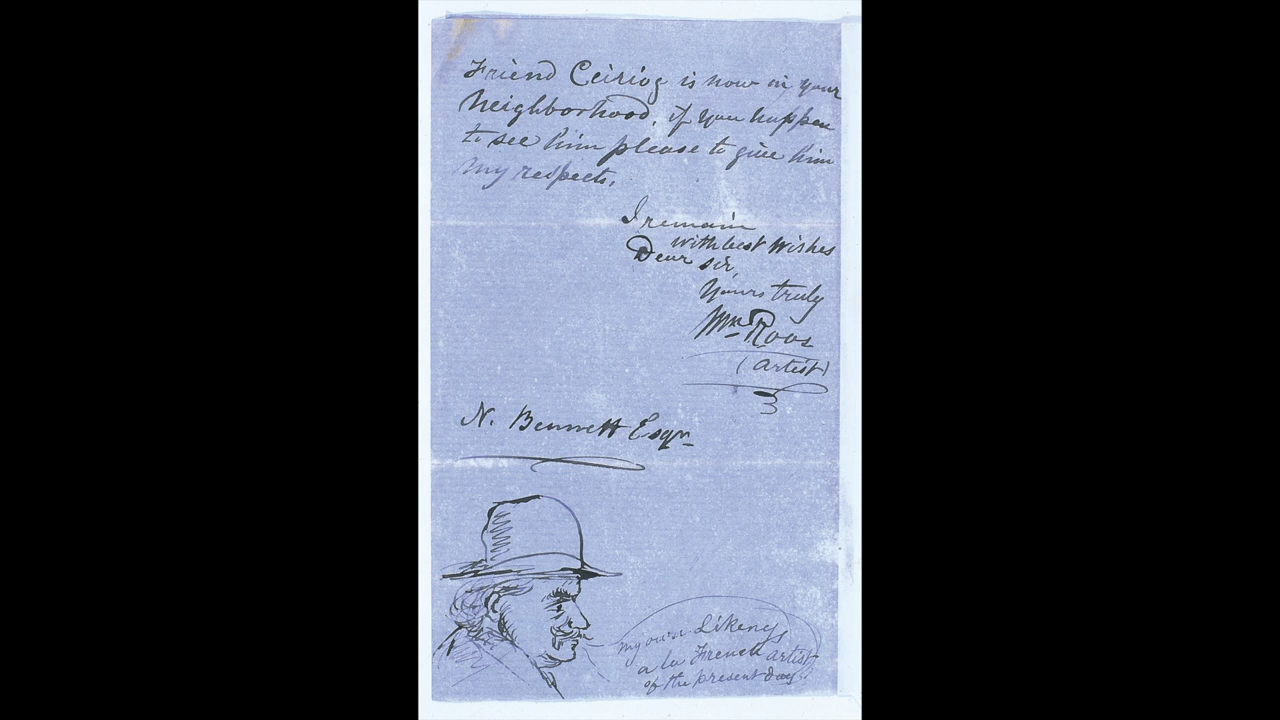 Friend Ceiriog is now in your
Neighborhood, if you happen
to see him please to give him
my respects.
I remain
with best Wishes
Dear sir,
Yours truly
Wm Roos
(artist)
N. Bennett Esqr
my own Likeness
a la French artist
of the present day